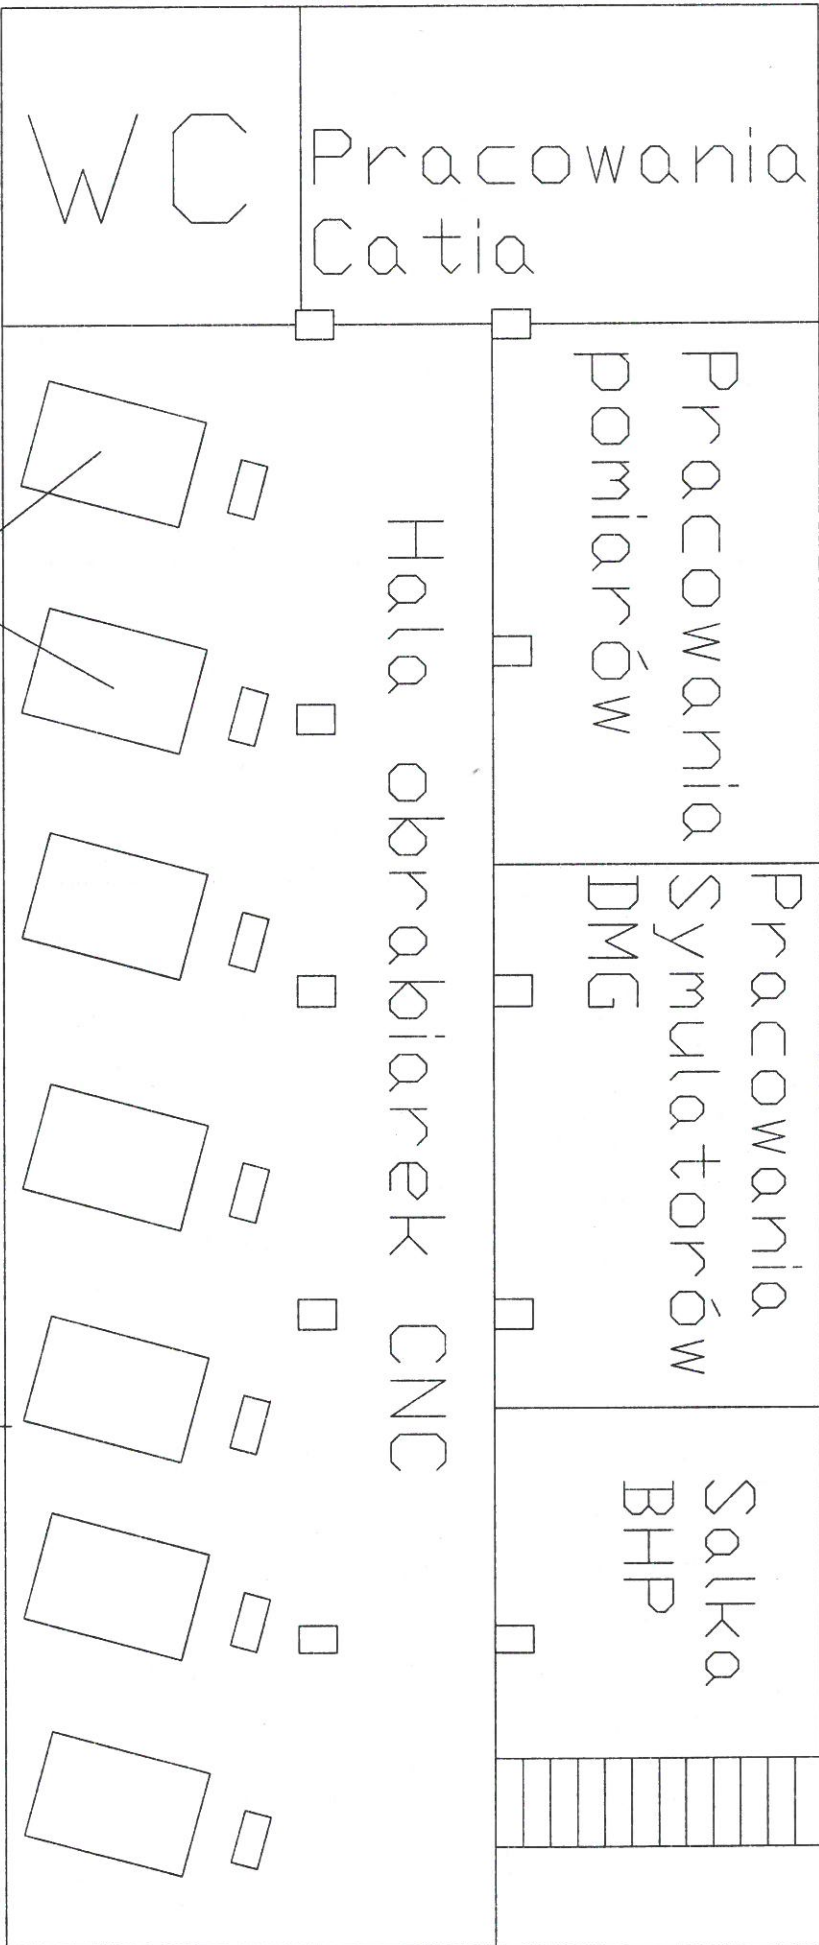 WC
Pracowania
Catia
Pracowania
pomiarów
Pracowania
Symulatorów
DMG
Salka
BHP
Hala obrabiarek CNC